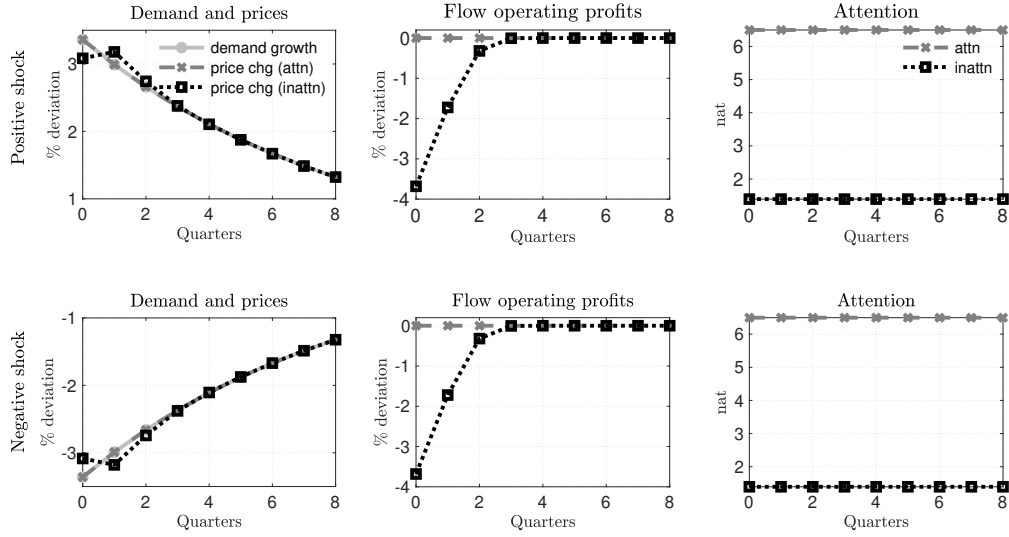 Demand and prices
Flow operating profits
Attention
Positive shock
% deviation
3
2
1
demand growth
price chg (attn)
price chg (inattn)
0 2 4 6 8
Quarters
% deviation
0
-1
-2
-3
-4
0 2 4 6 8
Quarters
nat
6
5
4
3
2
attn
inattn
0 2 4 6 8
Quarters
Demand and prices
Flow operating profits
Attention
Negative shock
% deviation
-1
-2
-3
0 2 4 6 8
Quarters
% deviation
0
-1
-2
-3
-4
0 2 4 6 8
Quarters
nat
6
5
4
3
2
0 2 4 6 8
Quarters